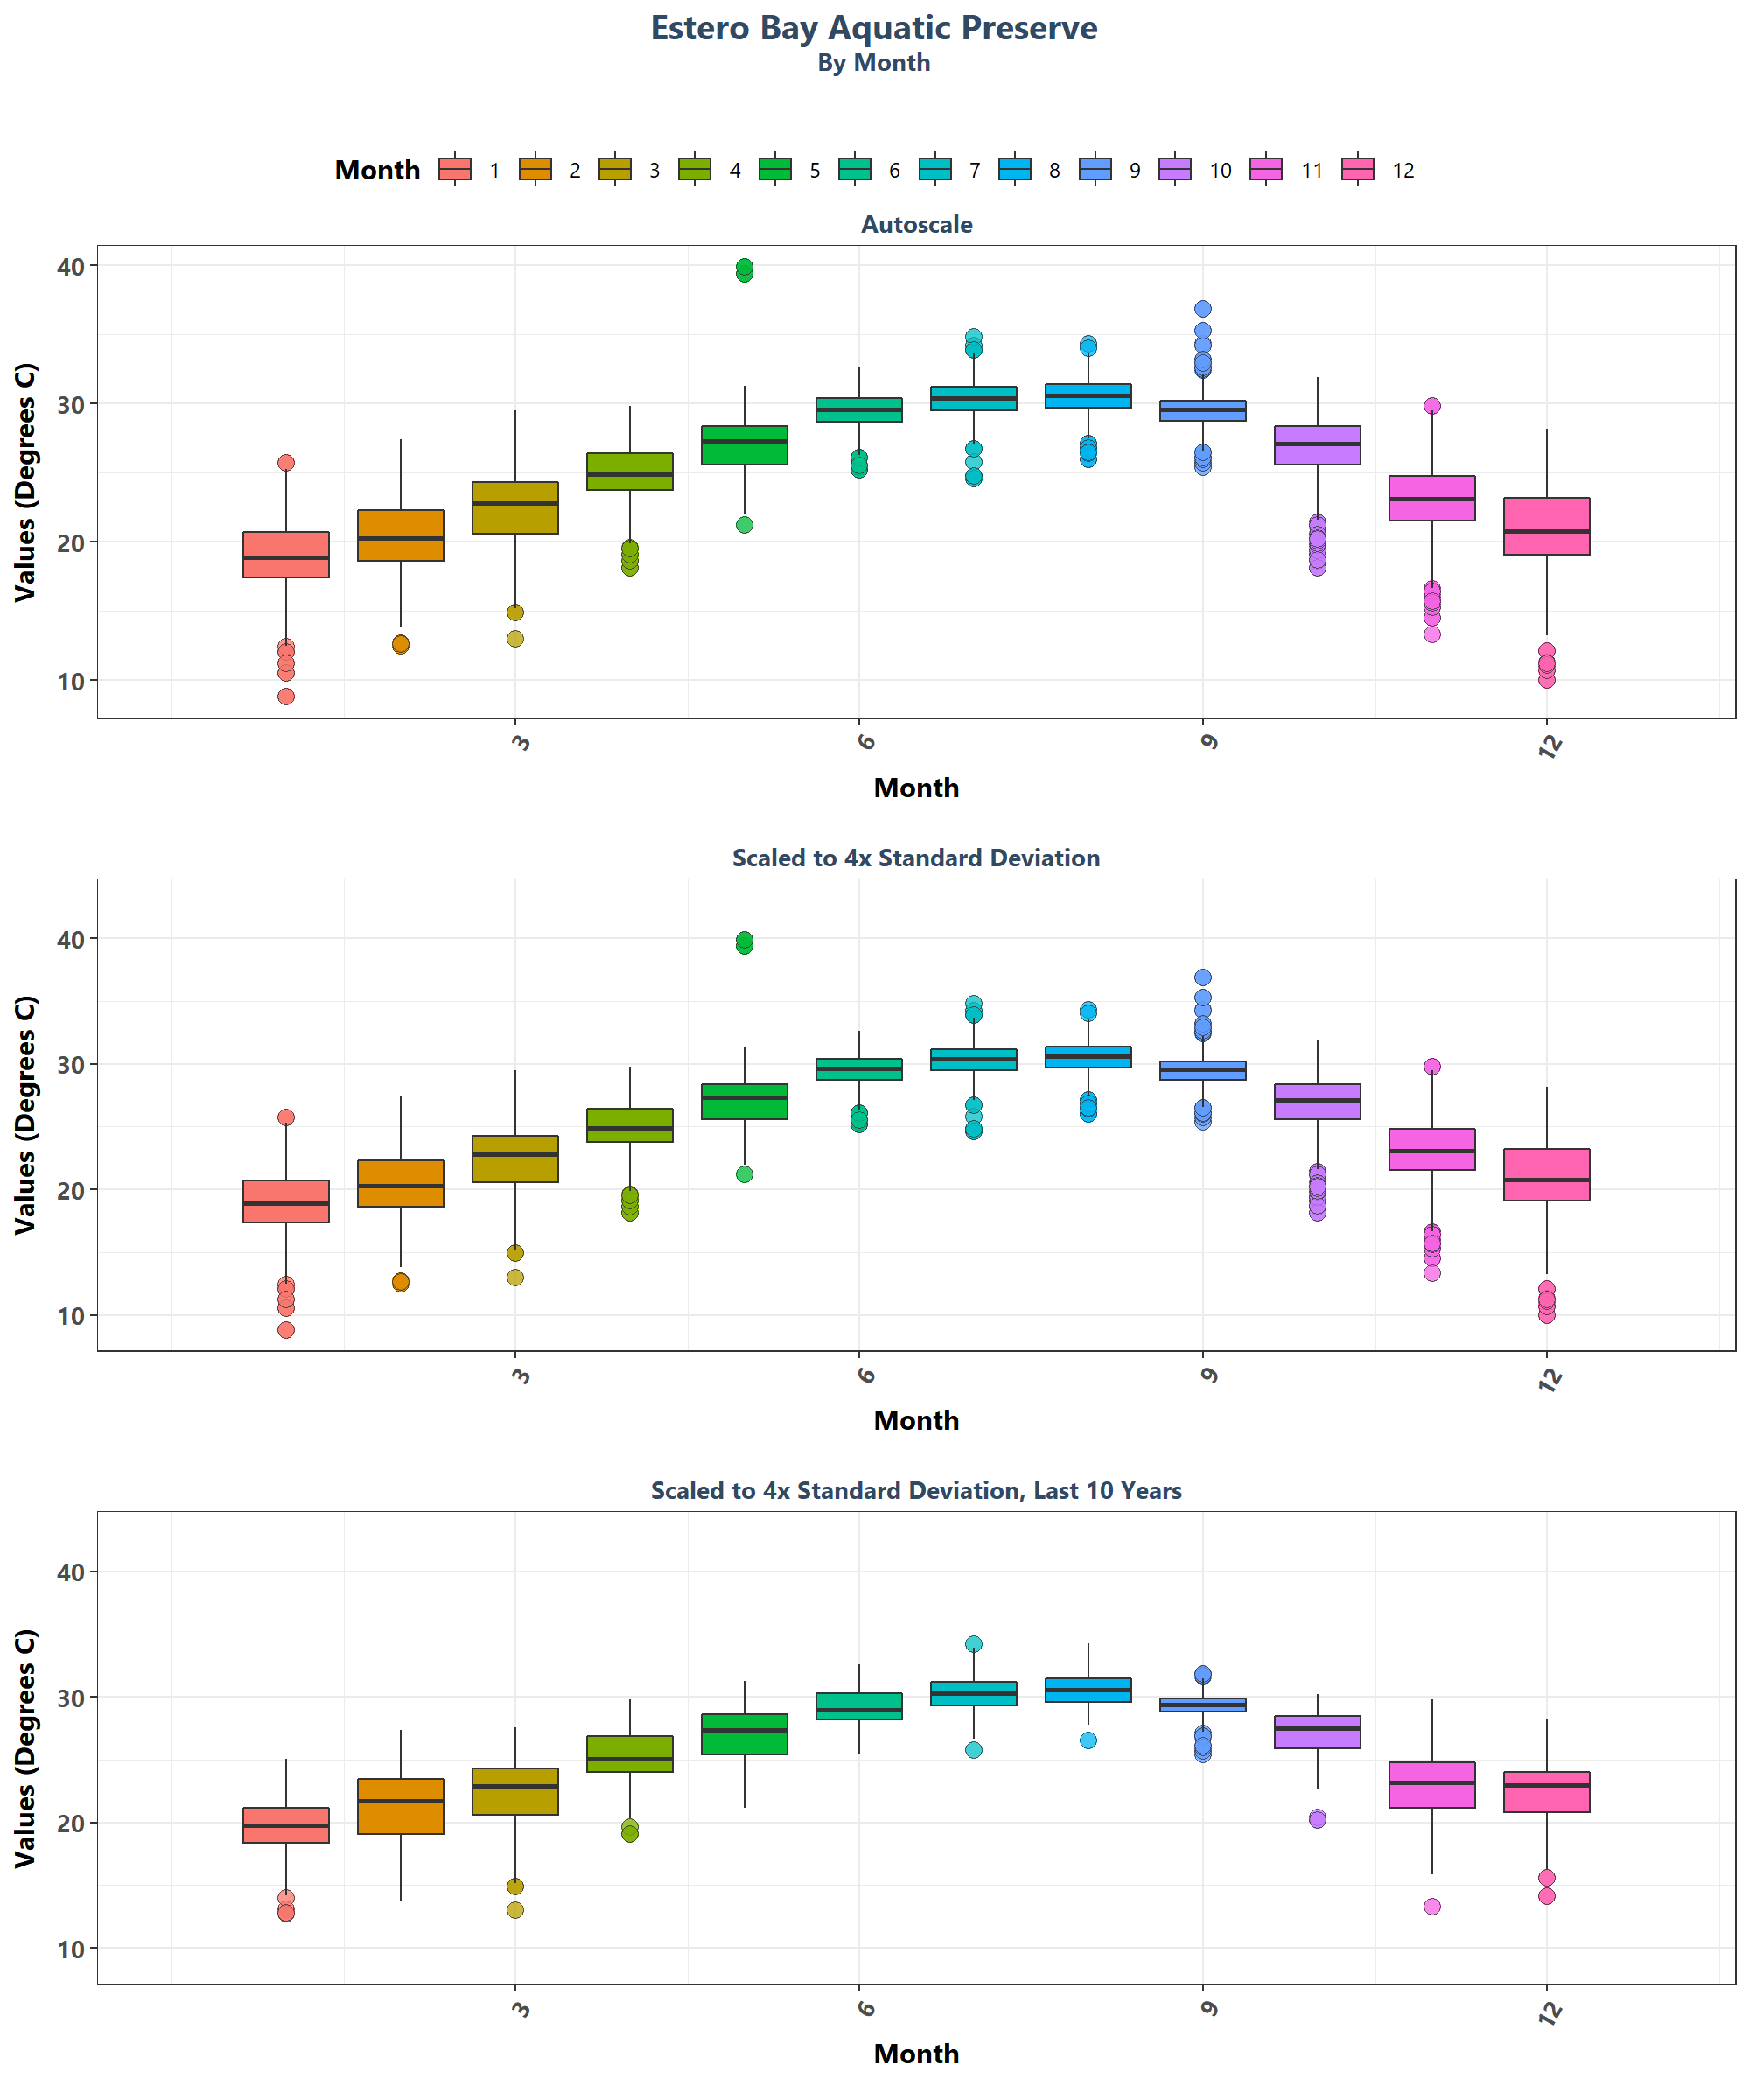 Estero Bay Aquatic Preserve
By Month
Month 1 2 3 4 5 6 7 8 9 10 11 12
Autoscale
Values (Degrees C)
40
30
20
10
3 6 9 12
Month
Scaled to 4x Standard Deviation
Values (Degrees C)
40
30
20
10
3 6 9 12
Month
Scaled to 4x Standard Deviation, Last 10 Years
Values (Degrees C)
40
30
20
10
3 6 9 12
Month